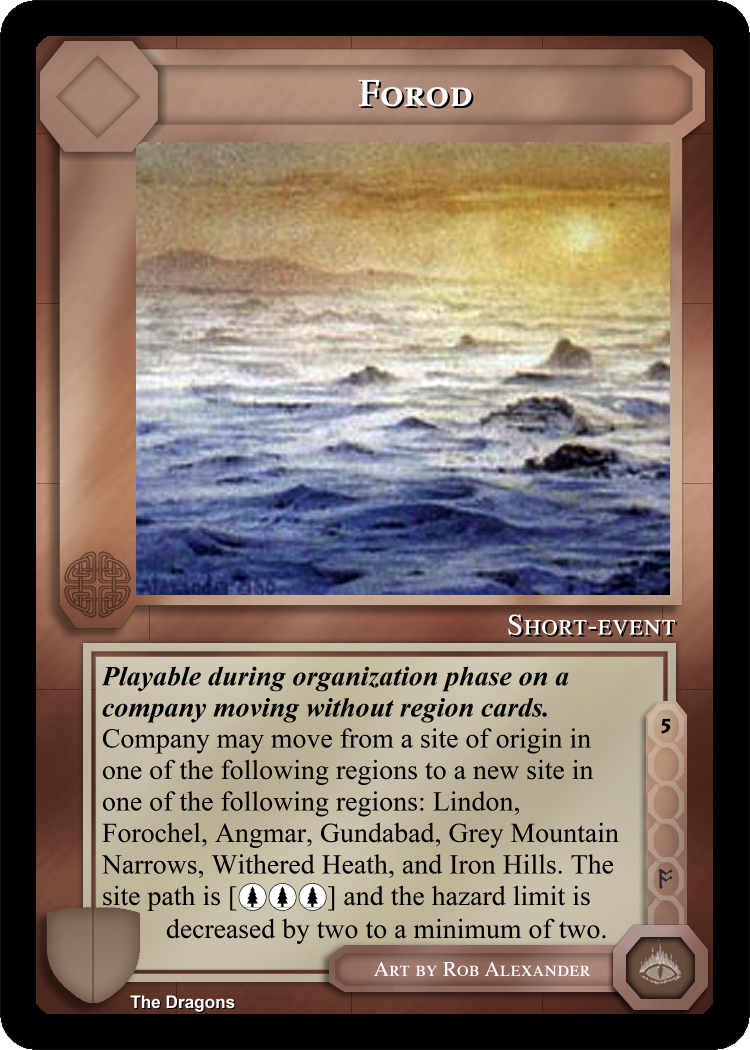 Forod
Short-event
Playable during organization phase on a
company moving without region cards.
Company may move from a site of origin in
one of the following regions to a new site in
one of the following regions: Lindon,
Forochel, Angmar, Gundabad, Grey Mountain
Narrows, Withered Heath, and Iron Hills. The
site path is [ ] and the hazard limit is
decreased by two to a minimum of two.
5
Art by Rob Alexander
The Dragons